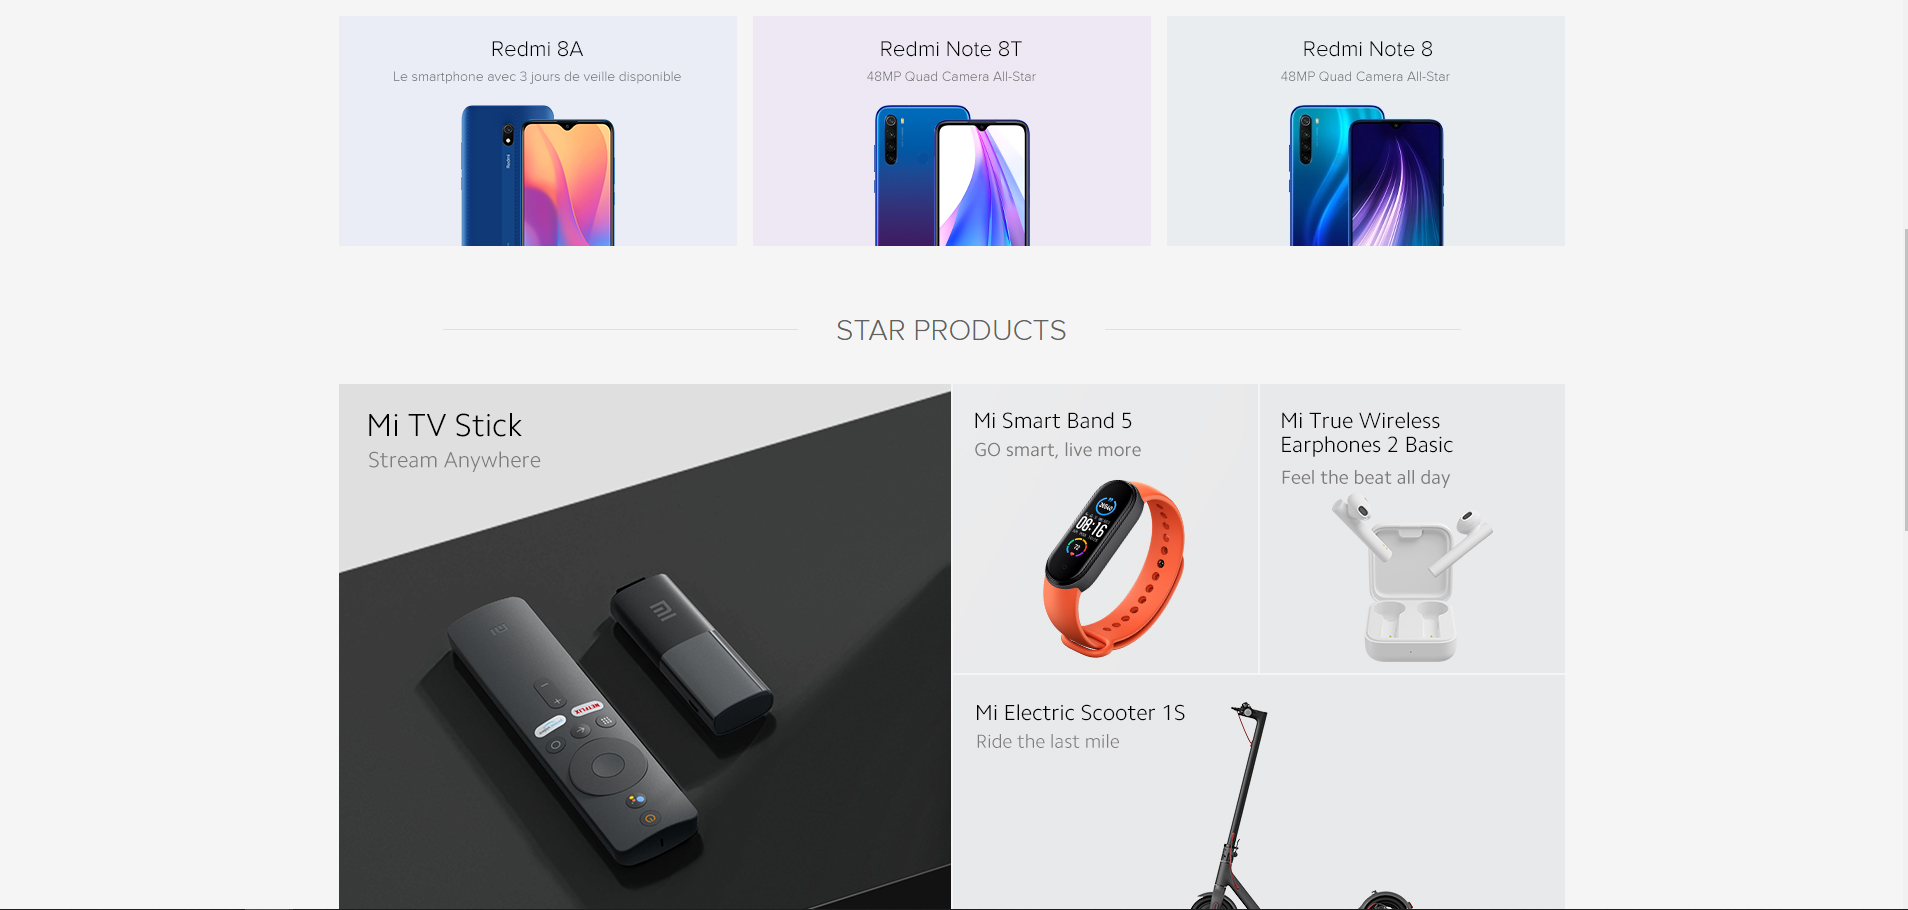 Redmi 8A
Le smartphone avec 3 jours de veille disponible
Redmi Note 8T
48MP Quad Camera All-Star
Redmi Note 8
48MP Quad Camera All-Star
STAR PRODUCTS
Mi TV Stick
Stream Anywhere
Mi Smart Band 5
GO smart, live more
08:16
Mi True Wireless
Earphones 2 Basic
Feel the beat all day
NETFLIX
Mi Electric Scooter 1S
Ride the last mile